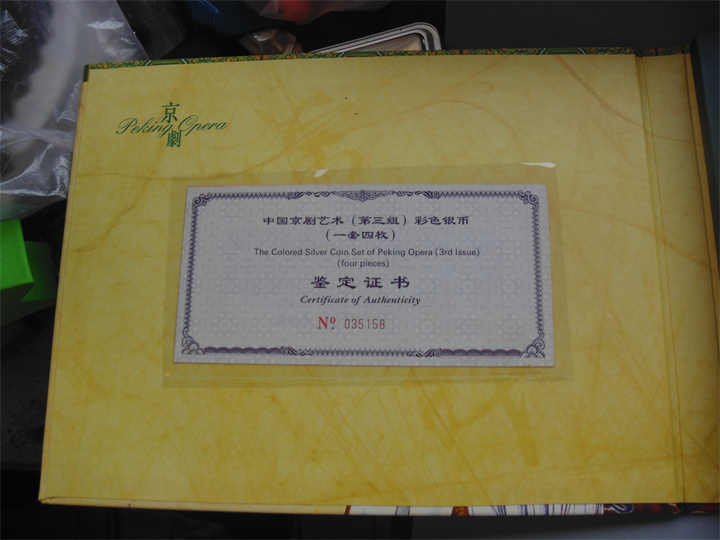 京
Peking Opera
劇
中国京剧艺术（第三组）彩色银币
（一套四枚）
The Colored Silver Coin Set of Peking Opera (3rd Issue)
(four pieces)
鉴定证书
Certificate of Authenticity
Nº 035158